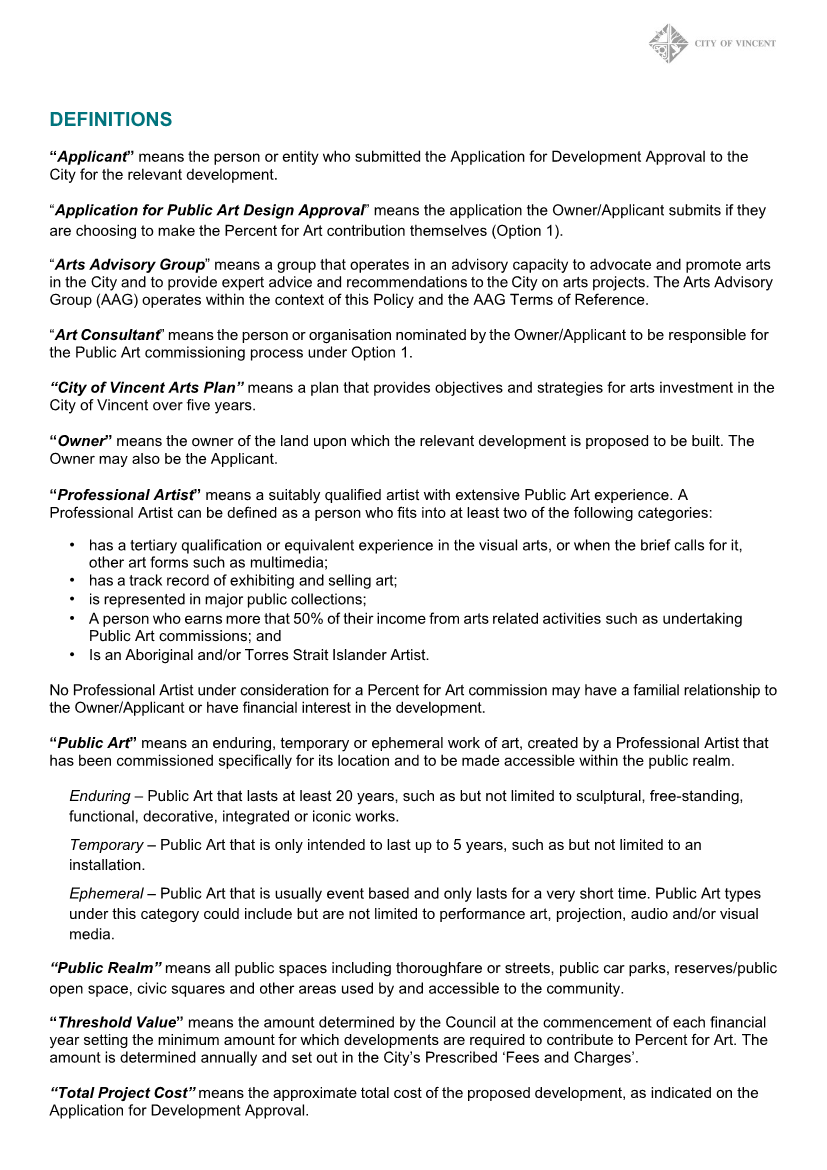 CITY OF VINCENT
DEFINITIONS
“Applicant” means the person or entity who submitted the Application for Development Approval to the
City for the relevant development.
“Application for Public Art Design Approval” means the application the Owner/Applicant submits if they
are choosing to make the Percent for Art contribution themselves (Option 1).
“Arts Advisory Group” means a group that operates in an advisory capacity to advocate and promote arts
in the City and to provide expert advice and recommendations to the City on arts projects. The Arts Advisory
Group (AAG) operates within the context of this Policy and the AAG Terms of Reference.
“Art Consultant” means the person or organisation nominated by the Owner/Applicant to be responsible for
the Public Art commissioning process under Option 1.
“City of Vincent Arts Plan” means a plan that provides objectives and strategies for arts investment in the
City of Vincent over five years.
“Owner” means the owner of the land upon which the relevant development is proposed to be built. The
Owner may also be the Applicant.
“Professional Artist” means a suitably qualified artist with extensive Public Art experience. A
Professional Artist can be defined as a person who fits into at least two of the following categories:
• has a tertiary qualification or equivalent experience in the visual arts, or when the brief calls for it,
other art forms such as multimedia;
• has a track record of exhibiting and selling art;
• is represented in major public collections;
• A person who earns more that 50% of their income from arts related activities such as undertaking
Public Art commissions; and
• Is an Aboriginal and/or Torres Strait Islander Artist.
No Professional Artist under consideration for a Percent for Art commission may have a familial relationship to
the Owner/Applicant or have financial interest in the development.
“Public Art” means an enduring, temporary or ephemeral work of art, created by a Professional Artist that
has been commissioned specifically for its location and to be made accessible within the public realm.
Enduring – Public Art that lasts at least 20 years, such as but not limited to sculptural, free-standing,
functional, decorative, integrated or iconic works.
Temporary – Public Art that is only intended to last up to 5 years, such as but not limited to an
installation.
Ephemeral – Public Art that is usually event based and only lasts for a very short time. Public Art types
under this category could include but are not limited to performance art, projection, audio and/or visual
media.
“Public Realm” means all public spaces including thoroughfare or streets, public car parks, reserves/public
open space, civic squares and other areas used by and accessible to the community.
“Threshold Value” means the amount determined by the Council at the commencement of each financial
year setting the minimum amount for which developments are required to contribute to Percent for Art. The
amount is determined annually and set out in the City’s Prescribed ‘Fees and Charges’.
“Total Project Cost” means the approximate total cost of the proposed development, as indicated on the
Application for Development Approval.